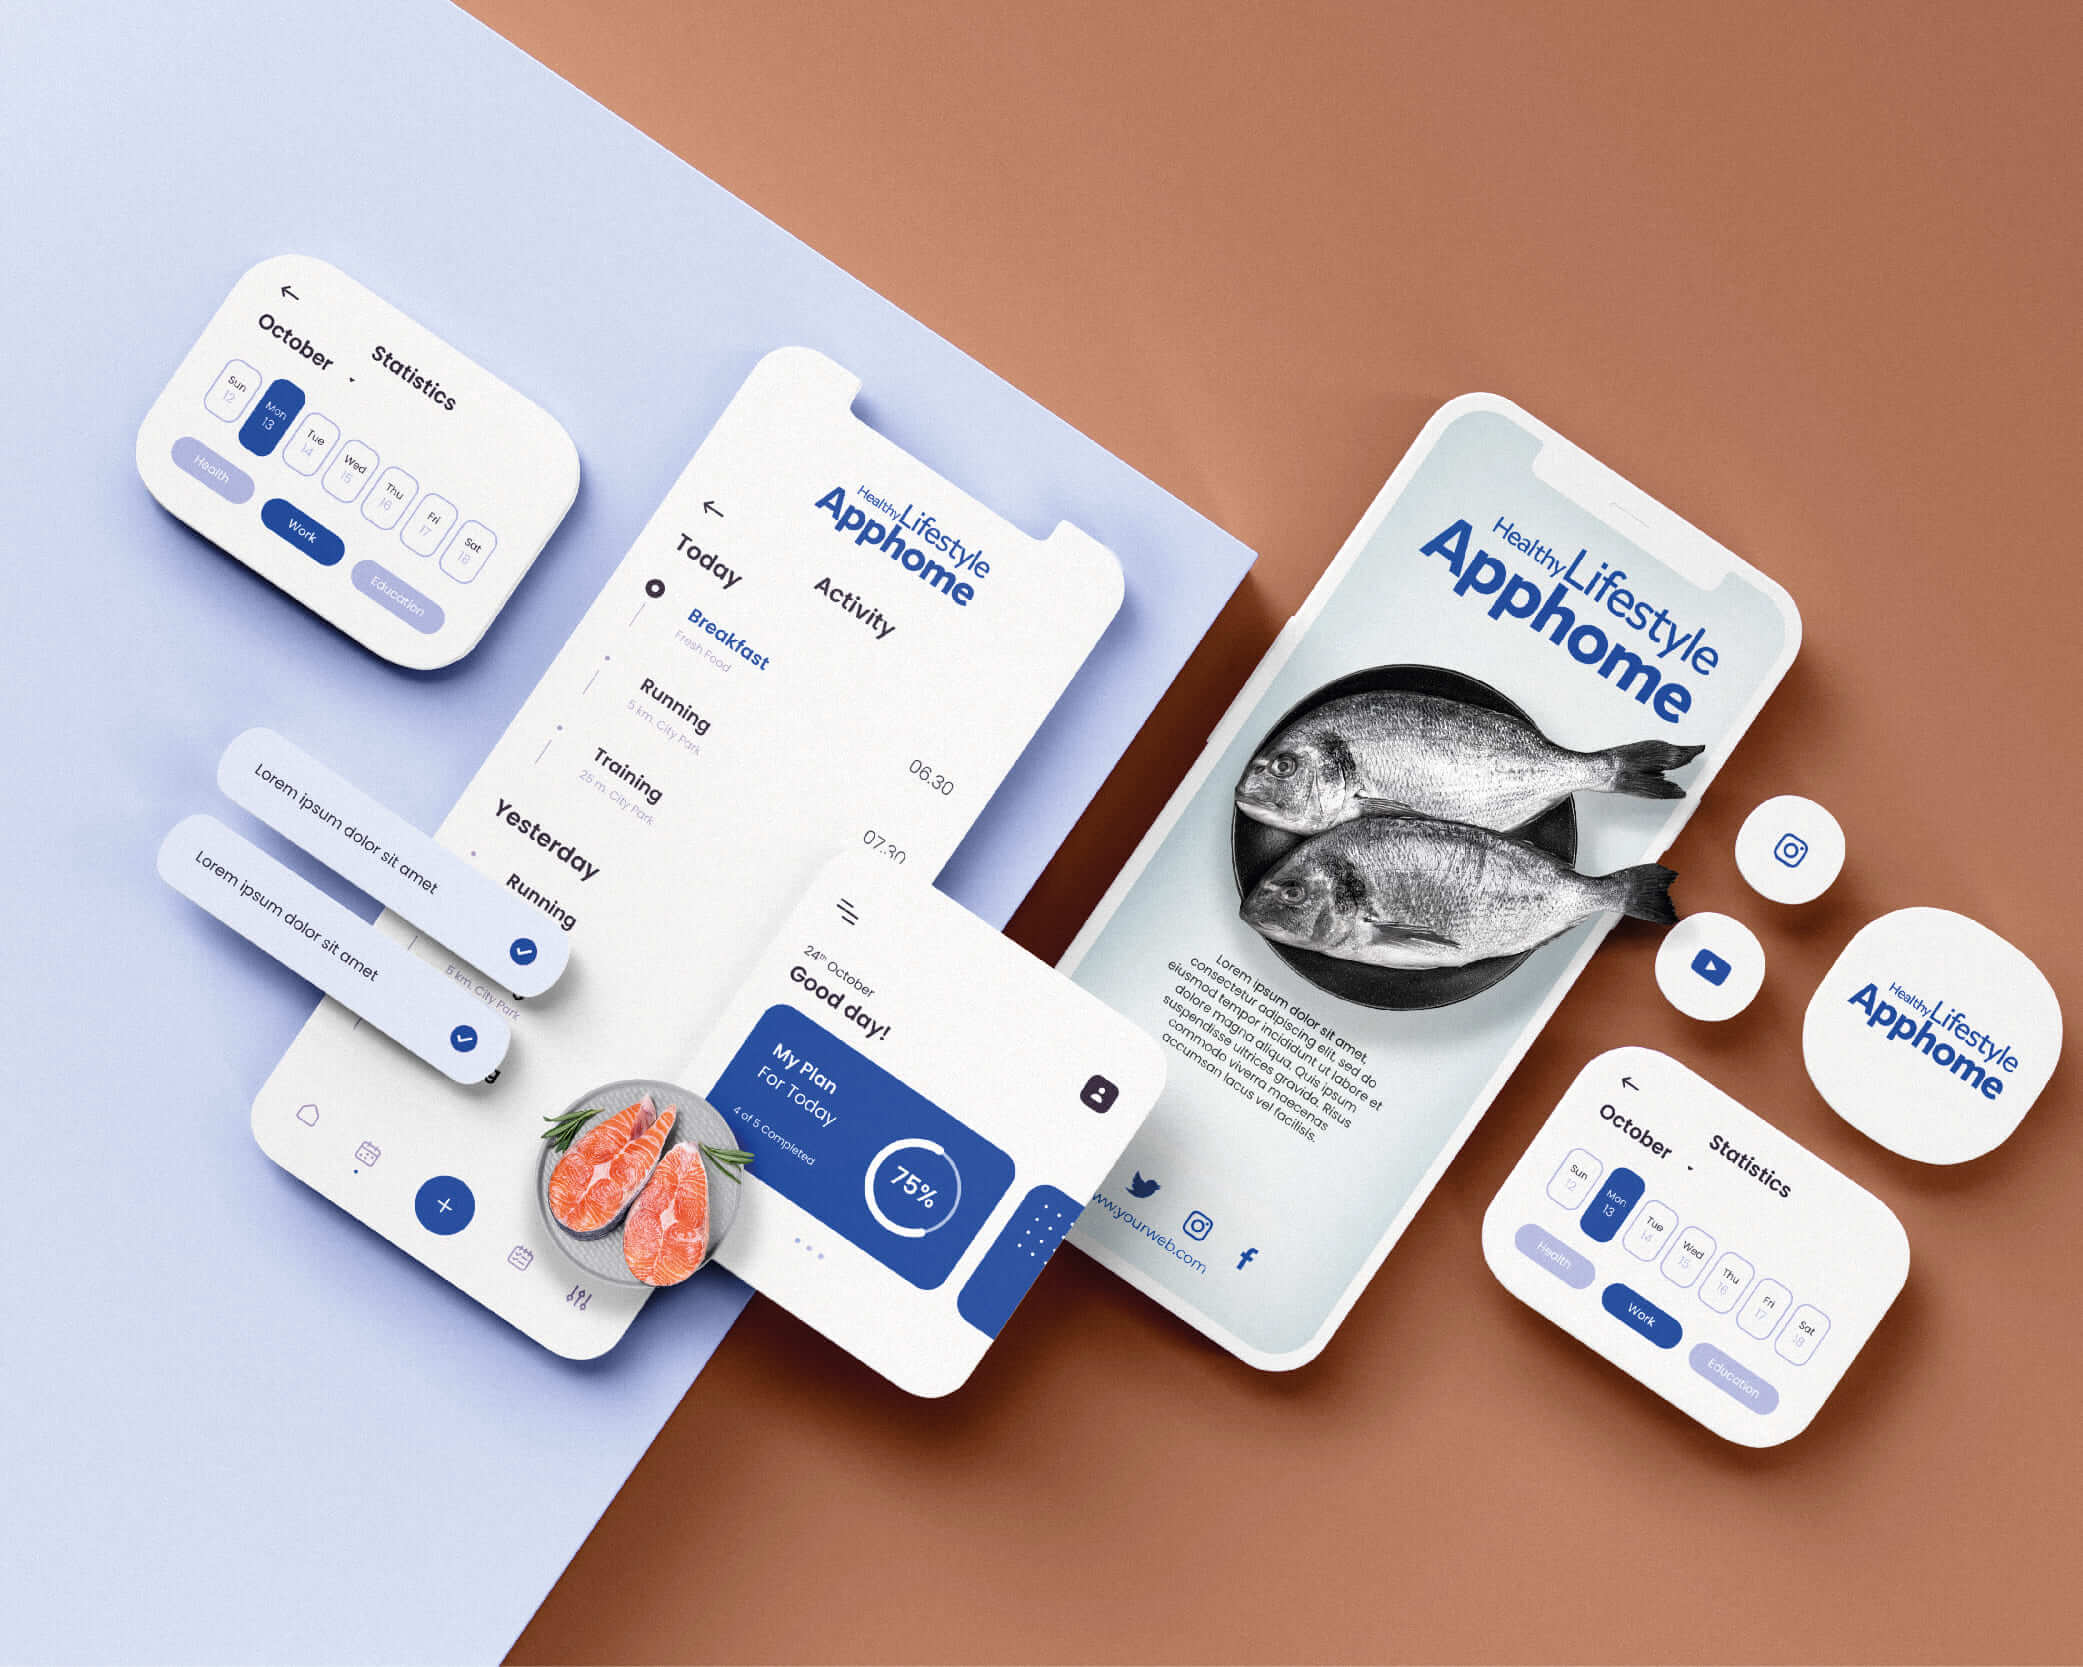 October
Statistics
Sun
12
Mon
13
Tue
14
Wed
15
Thu
16
Fri
17
Sat
18
Health
Work
Education
Healthy Lifestyle
Apphome
Today
Activity
Breakfast
Fresh Food
Running
5 km. City Park
06.30
Training
25 m. City Park
07.30
Yesterday
Running
5 km. City Park
Lorem ipsum dolor sit amet
Lorem ipsum dolor sit amet
24th October
Good day!
My Plan
For Today
4 of 5 Completed
75%
Healthy Lifestyle
Apphome
Lorem ipsum dolor sit amet,
consectetur adipiscing elit, sed do
eiusmod tempor incididunt ut labore et
dolore magna aliqua. Quis ipsum
suspendisse ultrices gravida. Risus
commodo viverra maecenas
accumsan lacus vel facilisis.
www.yourweb.com
Healthy Lifestyle
Apphome
October
Statistics
Sun
12
Mon
13
Tue
14
Wed
15
Thu
16
Fri
17
Sat
18
Health
Work
Education